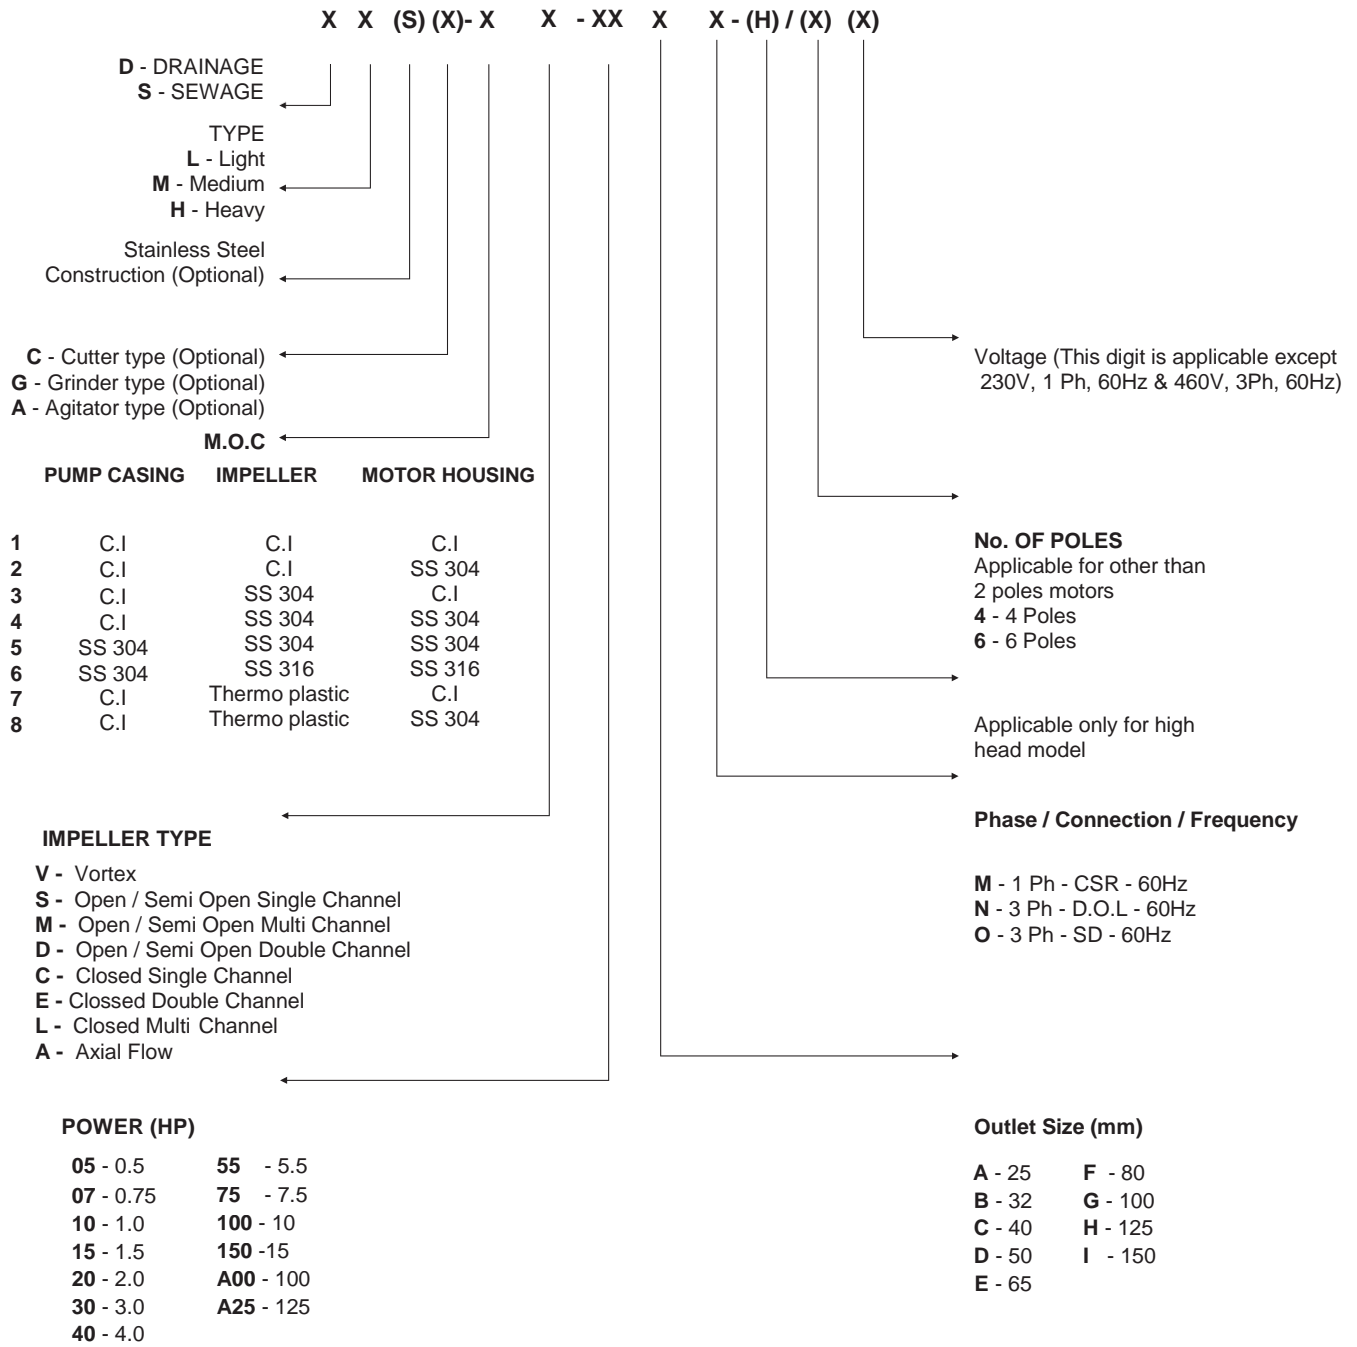 X X (S) (X)- X X - XX X X - (H) / (X) (X)
D - DRAINAGE
S - SEWAGE
TYPE
L - Light
M - Medium
H - Heavy
Stainless Steel
Construction (Optional)
C - Cutter type (Optional)
G - Grinder type (Optional)
A - Agitator type (Optional)
M.O.C
PUMP CASING IMPELLER MOTOR HOUSING
1 C.I C.I C.I
2 C.I C.I SS 304
3 C.I SS 304 C.I
4 C.I SS 304 SS 304
5 SS 304 SS 304 SS 304
6 SS 304 SS 316 SS 316
7 C.I Thermo plastic C.I
8 C.I Thermo plastic SS 304
IMPELLER TYPE
V - Vortex
S - Open / Semi Open Single Channel
M - Open / Semi Open Multi Channel
D - Open / Semi Open Double Channel
C - Closed Single Channel
E - Clossed Double Channel
L - Closed Multi Channel
A - Axial Flow
POWER (HP)
05 - 0.5 55 - 5.5
07 - 0.75 75 - 7.5
10 - 1.0 100 - 10
15 - 1.5 150 -15
20 - 2.0 A00 - 100
30 - 3.0 A25 - 125
40 - 4.0
Voltage (This digit is applicable except
230V, 1 Ph, 60Hz & 460V, 3Ph, 60Hz)
No. OF POLES
Applicable for other than
2 poles motors
4 - 4 Poles
6 - 6 Poles
Applicable only for high
head model
Phase / Connection / Frequency
M - 1 Ph - CSR - 60Hz
N - 3 Ph - D.O.L - 60Hz
O - 3 Ph - SD - 60Hz
Outlet Size (mm)
A - 25 F - 80
B - 32 G - 100
C - 40 H - 125
D - 50 I - 150
E - 65